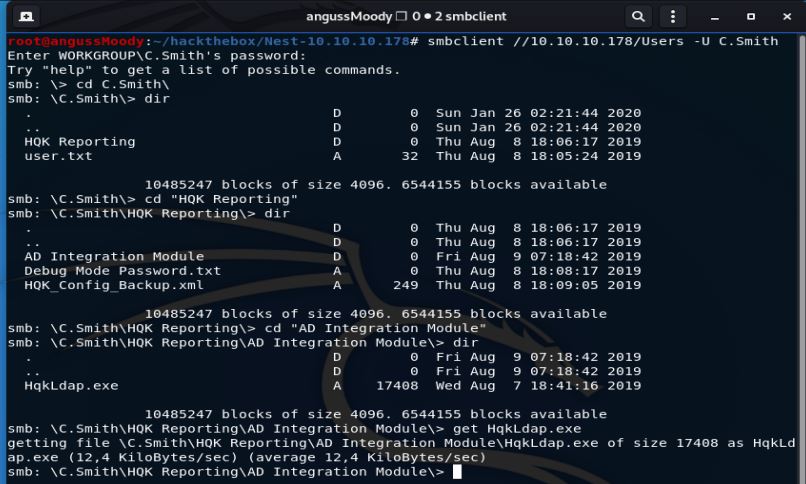 angussMoody ❐ 0 ● 2 smbclient
root@angussMoody:~/hackthebox/Nest-10.10.10.178# smbclient //10.10.10.178/Users -U C.Smith
Enter WORKGROUP\C.Smith's password:
Try "help" to get a list of possible commands.
smb: \> cd C.Smith\
smb: \C.Smith\> dir
  .                                   D        0  Sun Jan 26 02:21:44 2020
  ..                                  D        0  Sun Jan 26 02:21:44 2020
  HQK Reporting                       D        0  Thu Aug  8 18:06:17 2019
  user.txt                            A       32  Thu Aug  8 18:05:24 2019
                10485247 blocks of size 4096. 6544155 blocks available
smb: \C.Smith\> cd "HQK Reporting"
smb: \C.Smith\HQK Reporting\> dir
  .                                   D        0  Thu Aug  8 18:06:17 2019
  ..                                  D        0  Thu Aug  8 18:06:17 2019
  AD Integration Module               D        0  Fri Aug  9 07:18:42 2019
  Debug Mode Password.txt             A        0  Thu Aug  8 18:08:17 2019
  HQK_Config_Backup.xml               A      249  Thu Aug  8 18:09:05 2019
                10485247 blocks of size 4096. 6544155 blocks available
smb: \C.Smith\HQK Reporting\> cd "AD Integration Module"
smb: \C.Smith\HQK Reporting\AD Integration Module\> dir
  .                                   D        0  Fri Aug  9 07:18:42 2019
  ..                                  D        0  Fri Aug  9 07:18:42 2019
  HqkLdap.exe                         A    17408  Wed Aug  7 18:41:16 2019
                10485247 blocks of size 4096. 6544155 blocks available
smb: \C.Smith\HQK Reporting\AD Integration Module\> get HqkLdap.exe
getting file \C.Smith\HQK Reporting\AD Integration Module\HqkLdap.exe of size 17408 as HqkLd
ap.exe (12,4 KiloBytes/sec) (average 12,4 KiloBytes/sec)
smb: \C.Smith\HQK Reporting\AD Integration Module\>